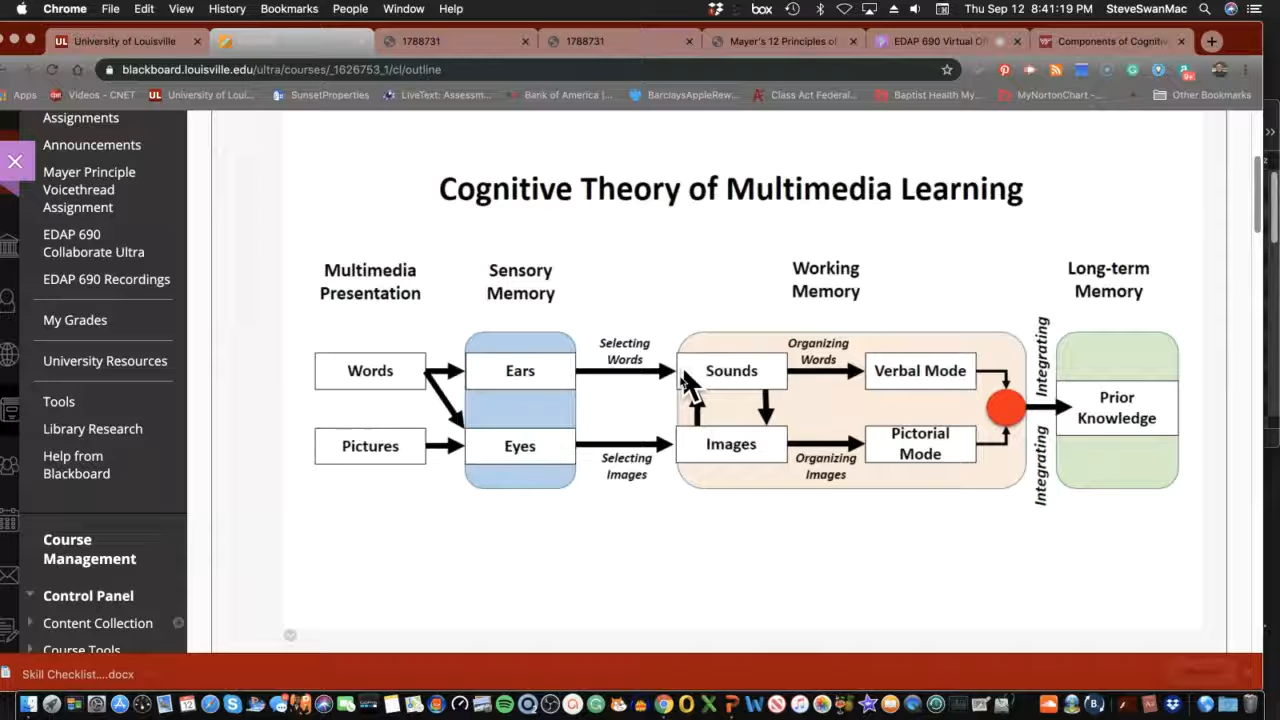 Chrome File Edit View History Bookmarks People Window Help box Thu Sep 12 8:41:19 PM SteveSwanMac
University of Louisville 1788731 1788731 Mayer's 12 Principles of EDAP 690 Virtual Of Components of Cogniti
blackboard.louisville.edu/ultra/courses/_1626753_1/cl/outline
Apps Videos - CNET University of Loui... SunsetProperties LiveText: Assessm... Bank of America |... BarclaysAppleRew... Class Act Federal... Baptist Health My... MyNortonChart -... Other Bookmarks
Assignments
Announcements
Mayer Principle
Voicethread
Assignment
EDAP 690
Collaborate Ultra
EDAP 690 Recordings
My Grades
University Resources
Tools
Library Research
Help from
Blackboard
Course
Management
Control Panel
Content Collection
Course Tools
Cognitive Theory of Multimedia Learning
Multimedia
Presentation
Sensory
Memory
Working
Memory
Long-term
Memory
Words
Ears
Selecting
Words
Sounds
Organizing
Words
Verbal Mode
Integrating
Prior
Knowledge
Pictures
Eyes
Selecting
Images
Images
Organizing
Images
Pictorial
Mode
Integrating
Skill Checklist....docx